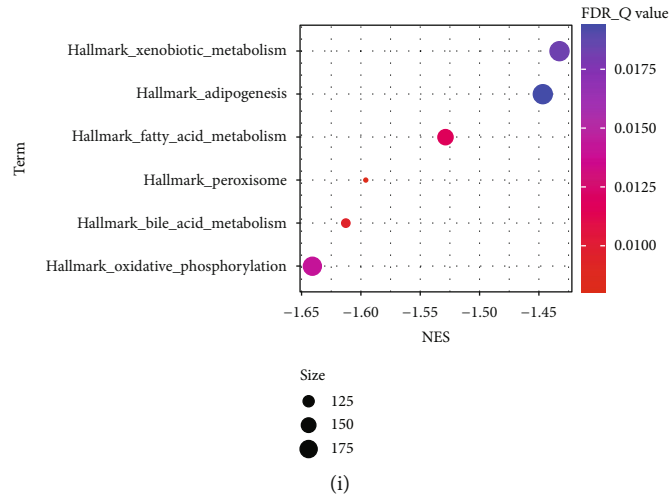 FDR_Q value
Hallmark_xenobiotic_metabolism
Hallmark_adipogenesis
Hallmark_fatty_acid_metabolism
Hallmark_peroxisome
Hallmark_bile_acid_metabolism
Hallmark_oxidative_phosphorylation
Term
0.0175
0.0150
0.0125
0.0100
−1.65 −1.60 −1.55 −1.50 −1.45
NES
Size
125
150
175
(i)